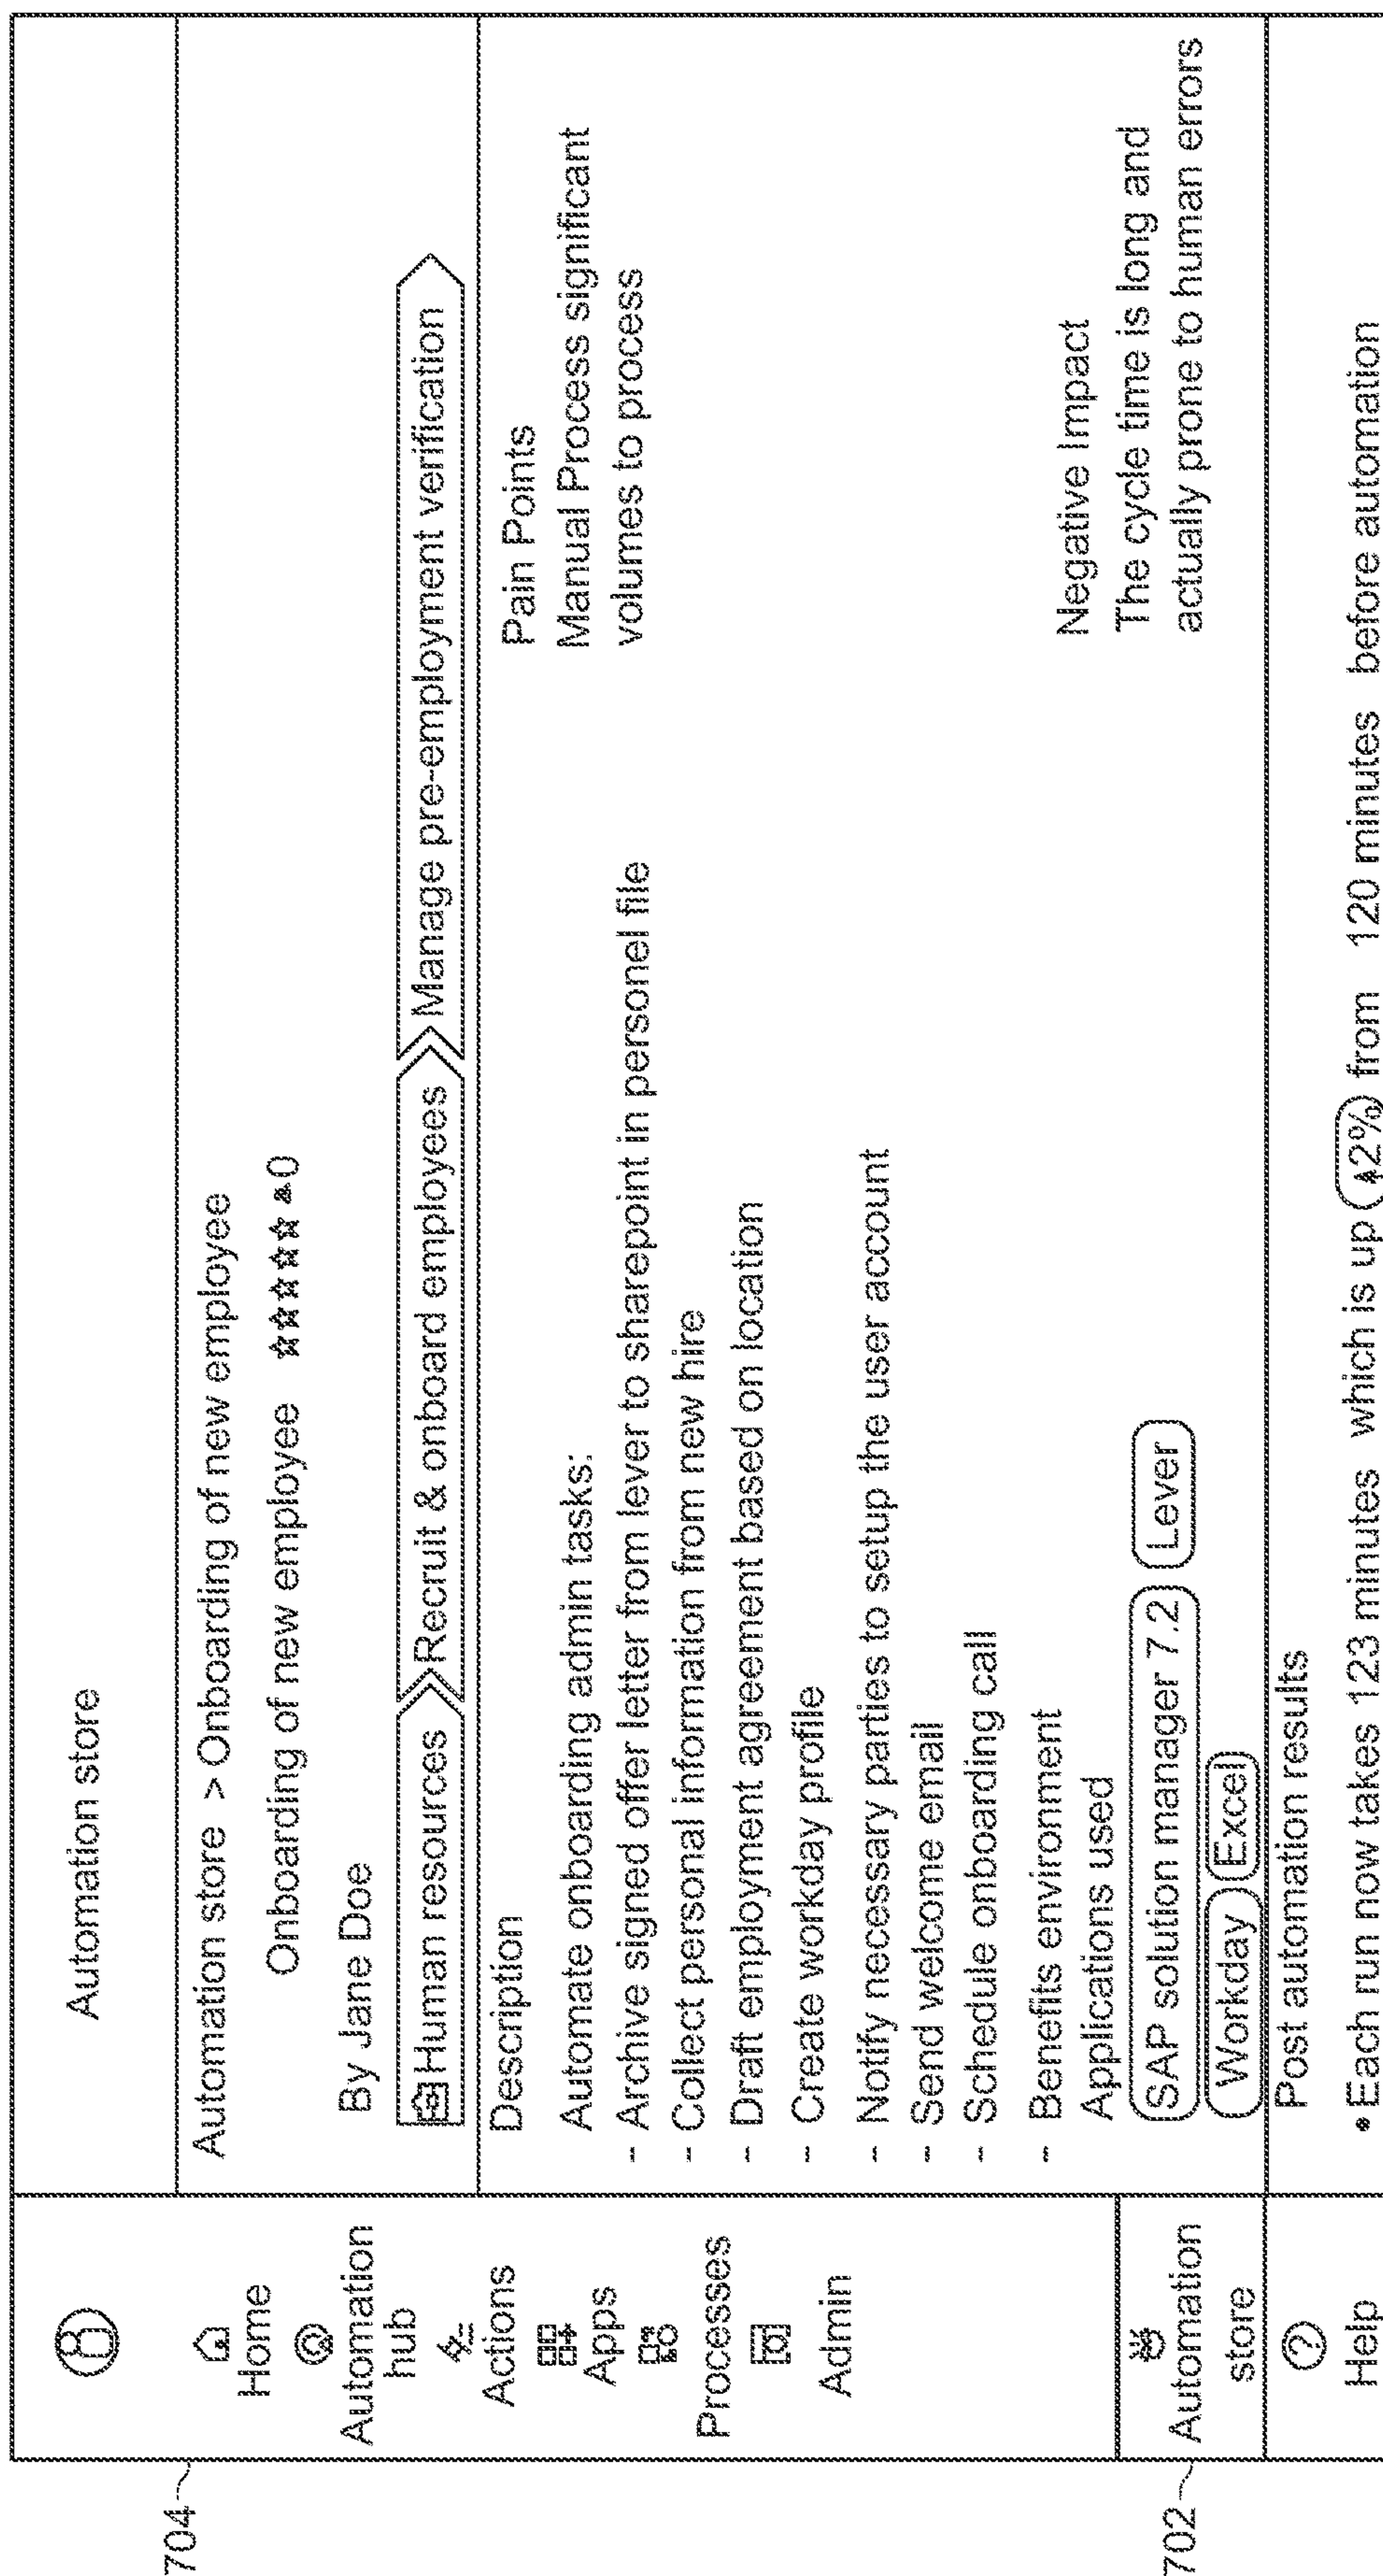 704
702
Home
Automation
hub
Actions
Apps
Processes
Admin
Automation
store
Help
Automation store
Automation store > Onboarding of new employee
Onboarding of new employee ☆☆☆☆☆ 0
By Jane Doe
Human resources
Recruit & onboard employees
Manage pre-employment verification
Description
Automate onboarding admin tasks:
- Archive signed offer letter from lever to sharepoint in personel file
- Collect personal information from new hire
- Draft employment agreement based on location
- Create workday profile
- Notify necessary parties to setup the user account
- Send welcome email
- Schedule onboarding call
- Benefits environment
Applications used
SAP solution manager 7.2 Lever
Workday Excel
Pain Points
Manual Process significant
volumes to process
Negative Impact
The cycle time is long and
actually prone to human errors
Post automation results
•Each run now takes 123 minutes which is up 2% from 120 minutes before automation